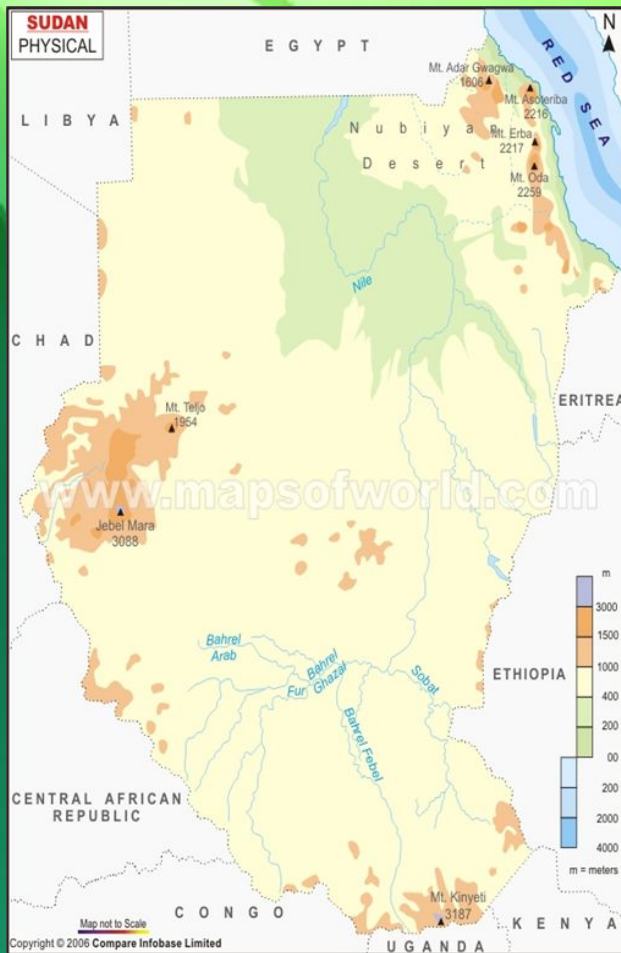 SUDAN
PHYSICAL
N
EGYPT
LIBYA
RED SEA
Mt. Adar Gwagwa
1606
Mt. Asoteriba
2216
Nubiyan
Desert
Mt. Erba
2217
Mt. Oda
2259
Nile
CHAD
ERITREA
Mt. Teljo
1954
www.mapsofworld.com
Jebel Mara
3088
m
3000
1500
1000
400
200
00
200
2000
4000
m = meters
Bahrel
Arab
Bahrel
Ghazal
Fur
Sobat
Bahrel Febel
ETHIOPIA
CENTRAL AFRICAN
REPUBLIC
Mt. Kinyeti
3187
CONGO
KENYA
UGANDA
Map not to Scale
Copyright © 2006 Compare Infobase Limited